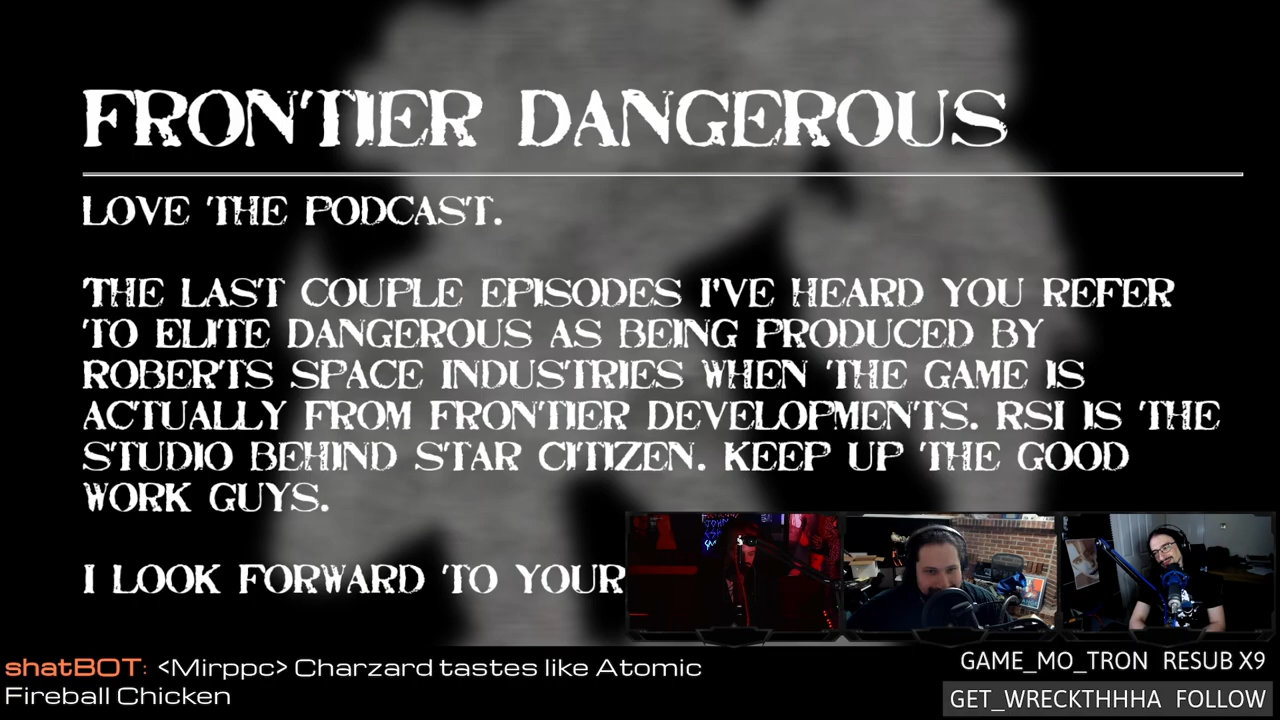 FRONTIER DANGEROUS
LOVE THE PODCAST.
THE LAST COUPLE EPISODES I'VE HEARD YOU REFER
TO ELITE DANGEROUS AS BEING PRODUCED BY
ROBERTS SPACE INDUSTRIES WHEN THE GAME IS
ACTUALLY FROM FRONTIER DEVELOPMENTS. RSI IS THE
STUDIO BEHIND STAR CITIZEN. KEEP UP THE GOOD
WORK GUYS.
I LOOK FORWARD TO YOUR
shatBOT: <Mirppc> Charzard tastes like Atomic
Fireball Chicken
GAME_MO_TRON RESUB X9
GET_WRECKTHHHHA FOLLOW